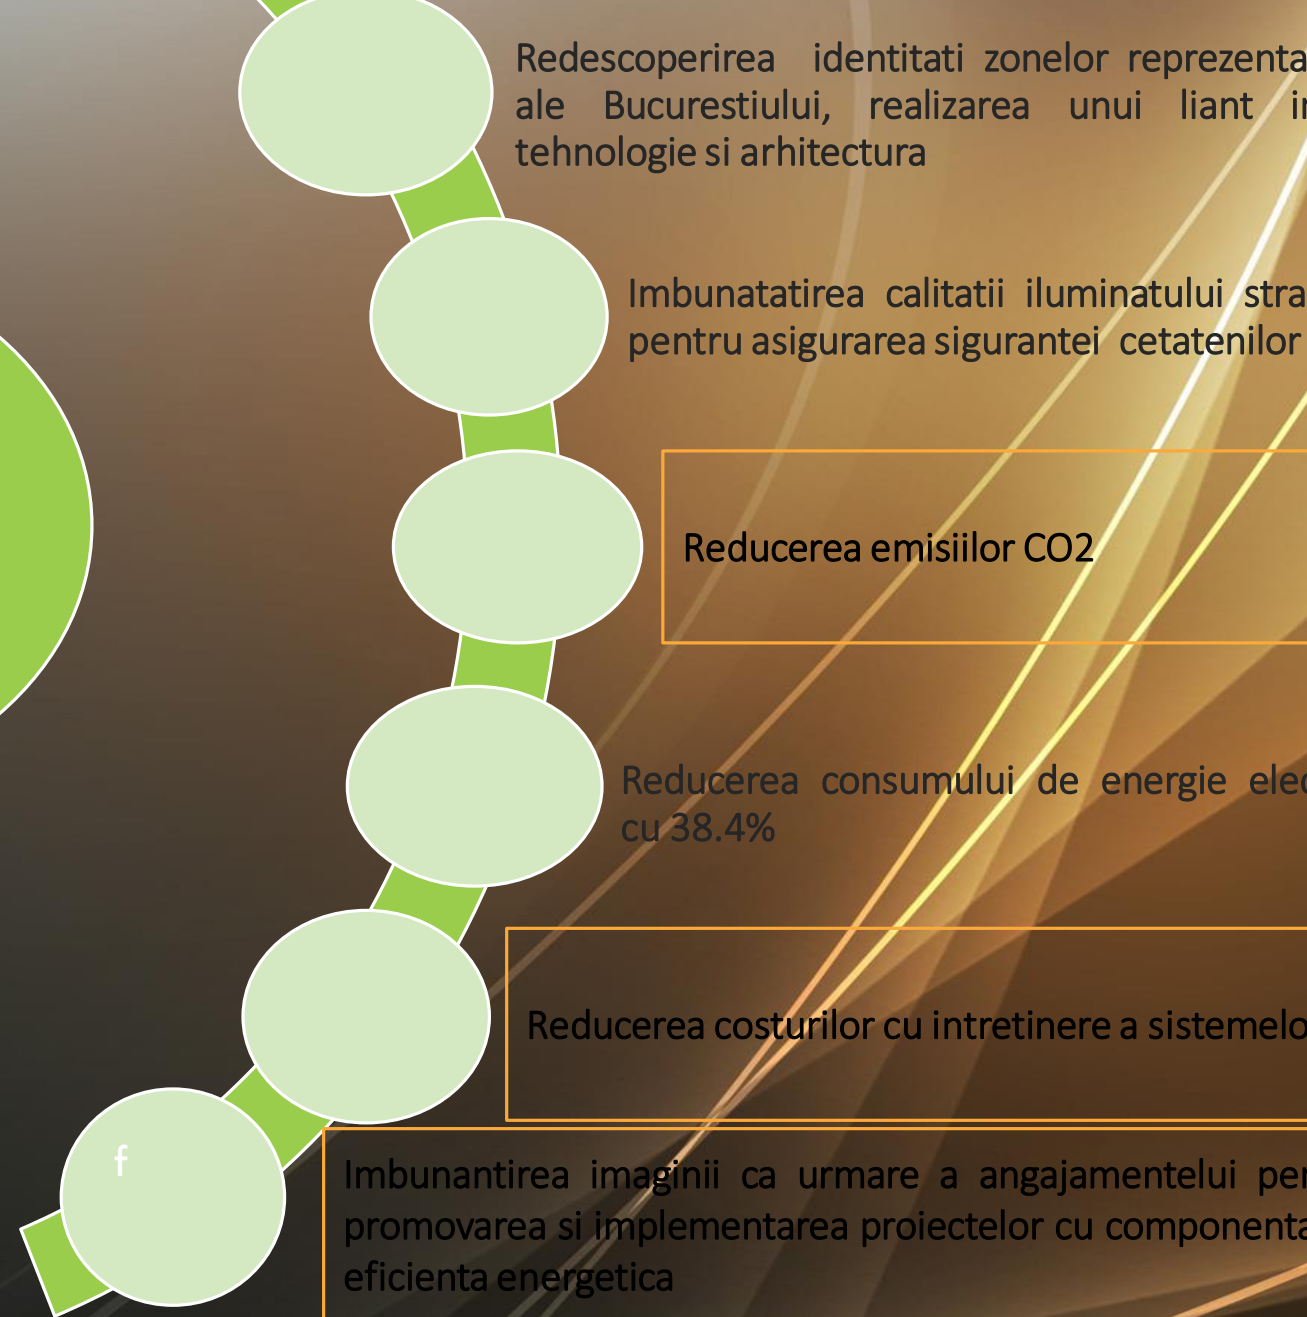 Redescoperirea identitati zonelor reprezenta
ale Bucurestiului, realizarea unui liant
tehnologie si arhitectura
Imbunatatirea calitatii iluminatului stra
pentru asigurarea sigurantei cetatenilor
Reducerea emisiilor CO2
Reducerea consumului de energie elec
cu 38.4%
Reducerea costurilor cu intretinere a sistemelo
f
Imbunantirea imaginii ca urmare a angajamentelui per
promovarea si implementarea proiectelor cu componenta
eficienta energetica